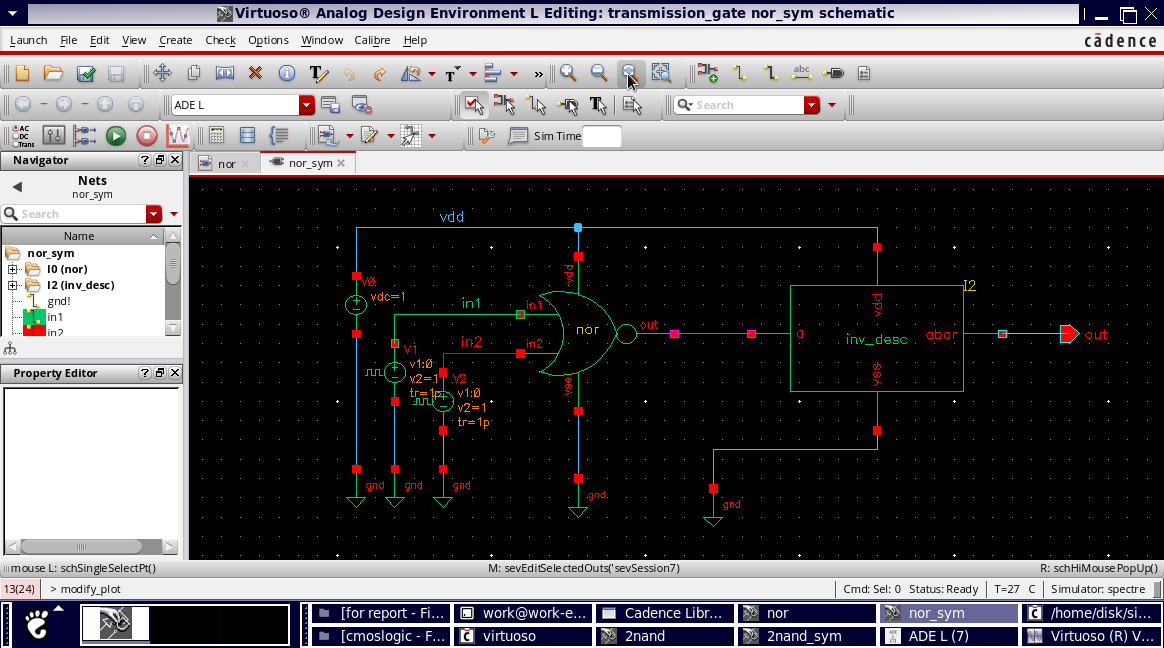 Virtuoso® Analog Design Environment L Editing: transmission_gate nor_sym schematic
Launch File Edit View Create Check Options Window Calibre Help
cādence
T T » abc
ADE L
T
Search
AC
DC
Trans
Sim Time
Navigator
nor
nor_sym
Nets
nor_sym
Search
Name
nor_sym
I0 (nor)
I2 (inv_desc)
gnd!
in1
in2
Property Editor
vdd
V0
vdc=1
in1
in2
V1
v1:0
v2=1
tr=1p
V2
v1:0
v2=1
tr=1p
in1
in2
vdd
nor
out
vss
I2
vdd
a
inv_desc
abar
vss
out
gnd
gnd
gnd
gnd
gnd
mouse L: schSingleSelectPt()
M: sevEditSelectedOuts('sevSession7)
R: schHiMousePopUp()
13(24)
> modify_plot
Cmd: Sel: 0
Status: Ready
T=27 C
Simulator: spectre
[for report - Fi...
work@work-e...
Cadence Libr...
nor
nor_sym
/home/disk/si...
[cmoslogic - F...
virtuoso
2nand
2nand_sym
ADE L (7)
Virtuoso (R) V...